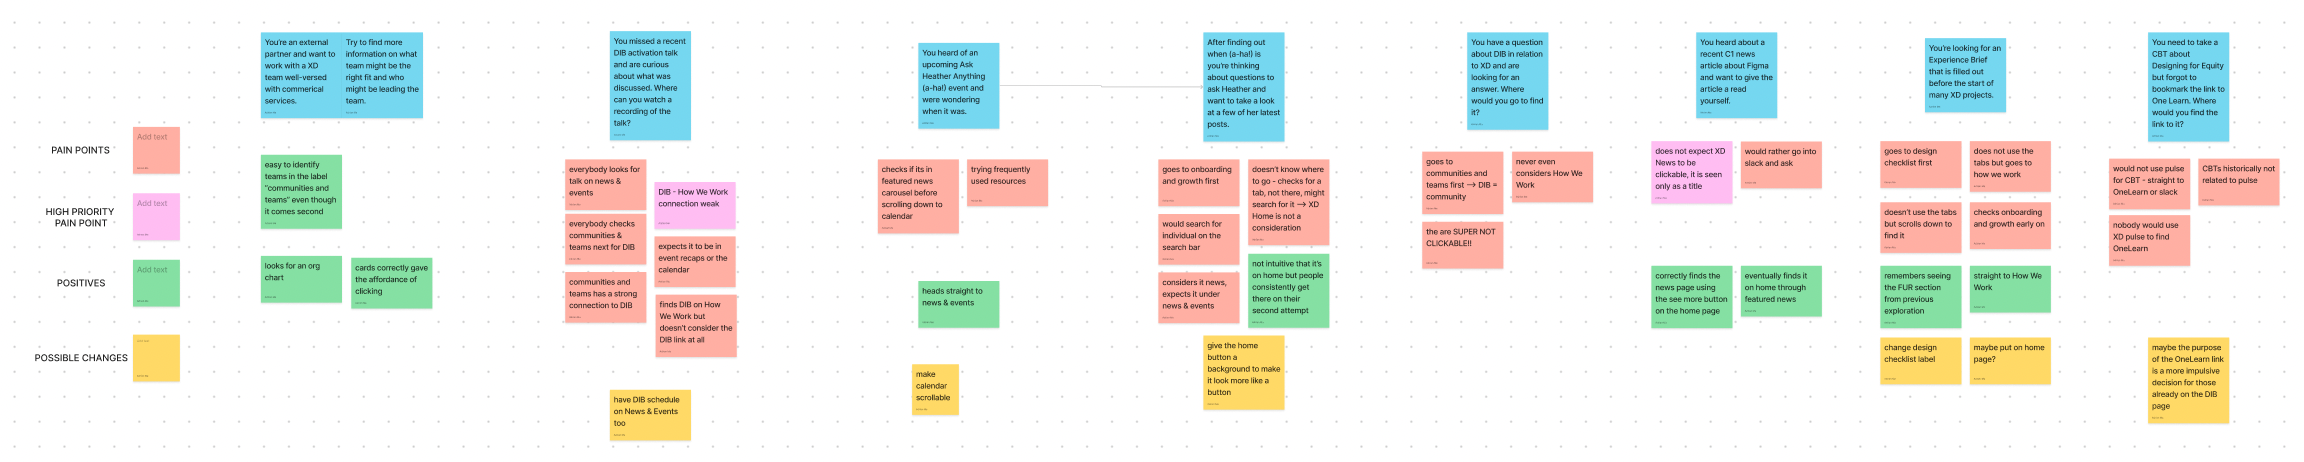 PAIN POINTS
Add text
HIGH PRIORITY
PAIN POINT
Add text
POSITIVES
Add text
POSSIBLE CHANGES
You're an external
partner and want to
work with a XD
team well-versed
with commerical
services.
Try to find more
information on what
team might be the
right fit and who
might be leading the
team.
easy to identify
teams in the label
"communities and
teams" even though
it comes second
looks for an org
chart
cards correctly gave
the affordance of
clicking
You missed a recent
DIB activation talk
and are curious
about what was
discussed. Where
can you watch a
recording of the
talk?
everybody looks for
talk on news &
events
everybody checks
communities &
teams next for DIB
communities and
teams has a strong
connection to DIB
DIB - How We Work
connection weak
expects it to be in
event recaps or the
calendar
finds DIB on How
We Work but
doesn't consider the
DIB link at all
have DIB schedule
on News & Events
too
You heard of an
upcoming Ask
Heather Anything
(a-ha!) event and
were wondering
when it was.
checks if its in
featured news
carousel before
scrolling down to
calendar
trying frequently
used resources
heads straight to
news & events
make
calendar
scrollable
After finding out
when (a-ha!) is
you're thinking
about questions to
ask Heather and
want to take a look
at a few of her latest
posts.
goes to onboarding
and growth first
would search for
individual on the
search bar
considers it news,
expects it under
news & events
doesn't know where
to go - checks for a
tab, not there, might
search for it → XD
Home is not a
consideration
not intuitive that it's
on home but people
consistently get
there on their
second attempt
give the home
button a
background to make
it look more like a
button
You have a question
about DIB in relation
to XD and are
looking for an
answer. Where
would you go to find
it?
goes to
communities and
teams first → DIB =
community
never even
considers How We
Work
the are SUPER NOT
CLICKABLE!!
You heard about a
recent C1 news
article about Figma
and want to give the
article a read
yourself.
does not expect XD
News to be
clickable, it is seen
only as a title
would rather go into
slack and ask
correctly finds the
news page using
the see more button
on the home page
eventually finds it
on home through
featured news
You're looking for an
Experience Brief
that is filled out
before the start of
many XD projects.
goes to design
checklist first
does not use the
tabs but goes to
how we work
doesn't use the tabs
but scrolls down to
find it
checks onboarding
and growth early on
remembers seeing
the FUR section
from previous
exploration
straight to How We
Work
change design
checklist label
maybe put on home
page?
You need to take a
CBT about
Designing for Equity
but forgot to
bookmark the link to
One Learn. Where
would you find the
link to it?
would not use pulse
for CBT - straight to
OneLearn or slack
CBTs historically not
related to pulse
nobody would use
XD pulse to find
OneLearn
maybe the purpose
of the OneLearn link
is a more impulsive
decision for those
already on the DIB
page